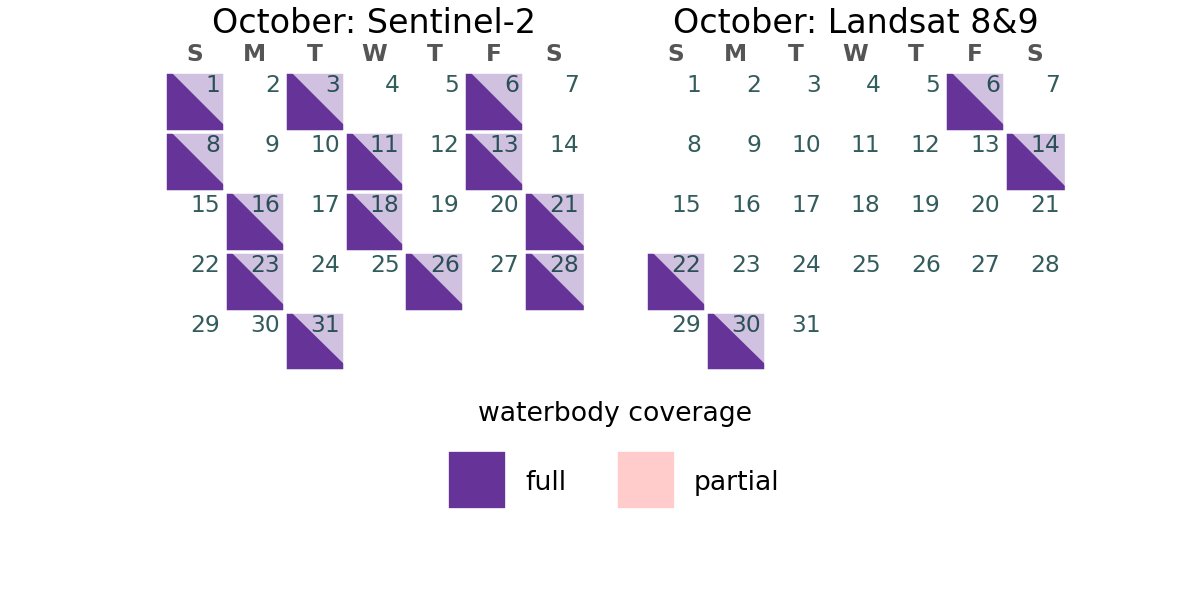 October: Sentinel-2
S M T W T F S
1 2 3 4 5 6 7
8 9 10 11 12 13 14
15 16 17 18 19 20 21
22 23 24 25 26 27 28
29 30 31
October: Landsat 8&9
S M T W T F S
1 2 3 4 5 6 7
8 9 10 11 12 13 14
15 16 17 18 19 20 21
22 23 24 25 26 27 28
29 30 31
waterbody coverage
full partial